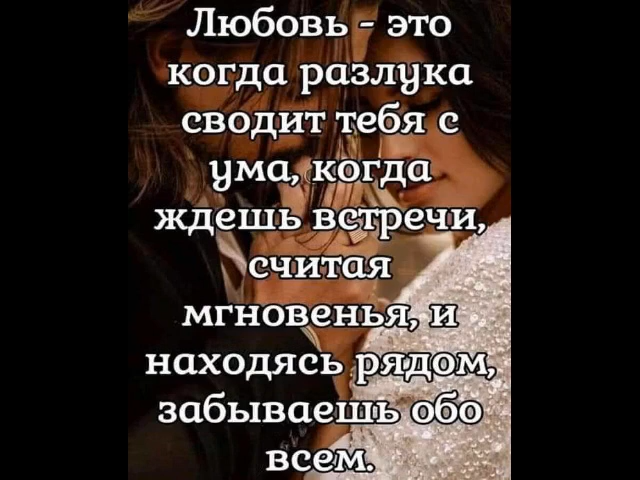 Любовь - это
когда разлука
сводит тебя с
ума, когда
ждешь встречи,
считая
мгновенья, и
находясь рядом,
забываешь обо
всем.